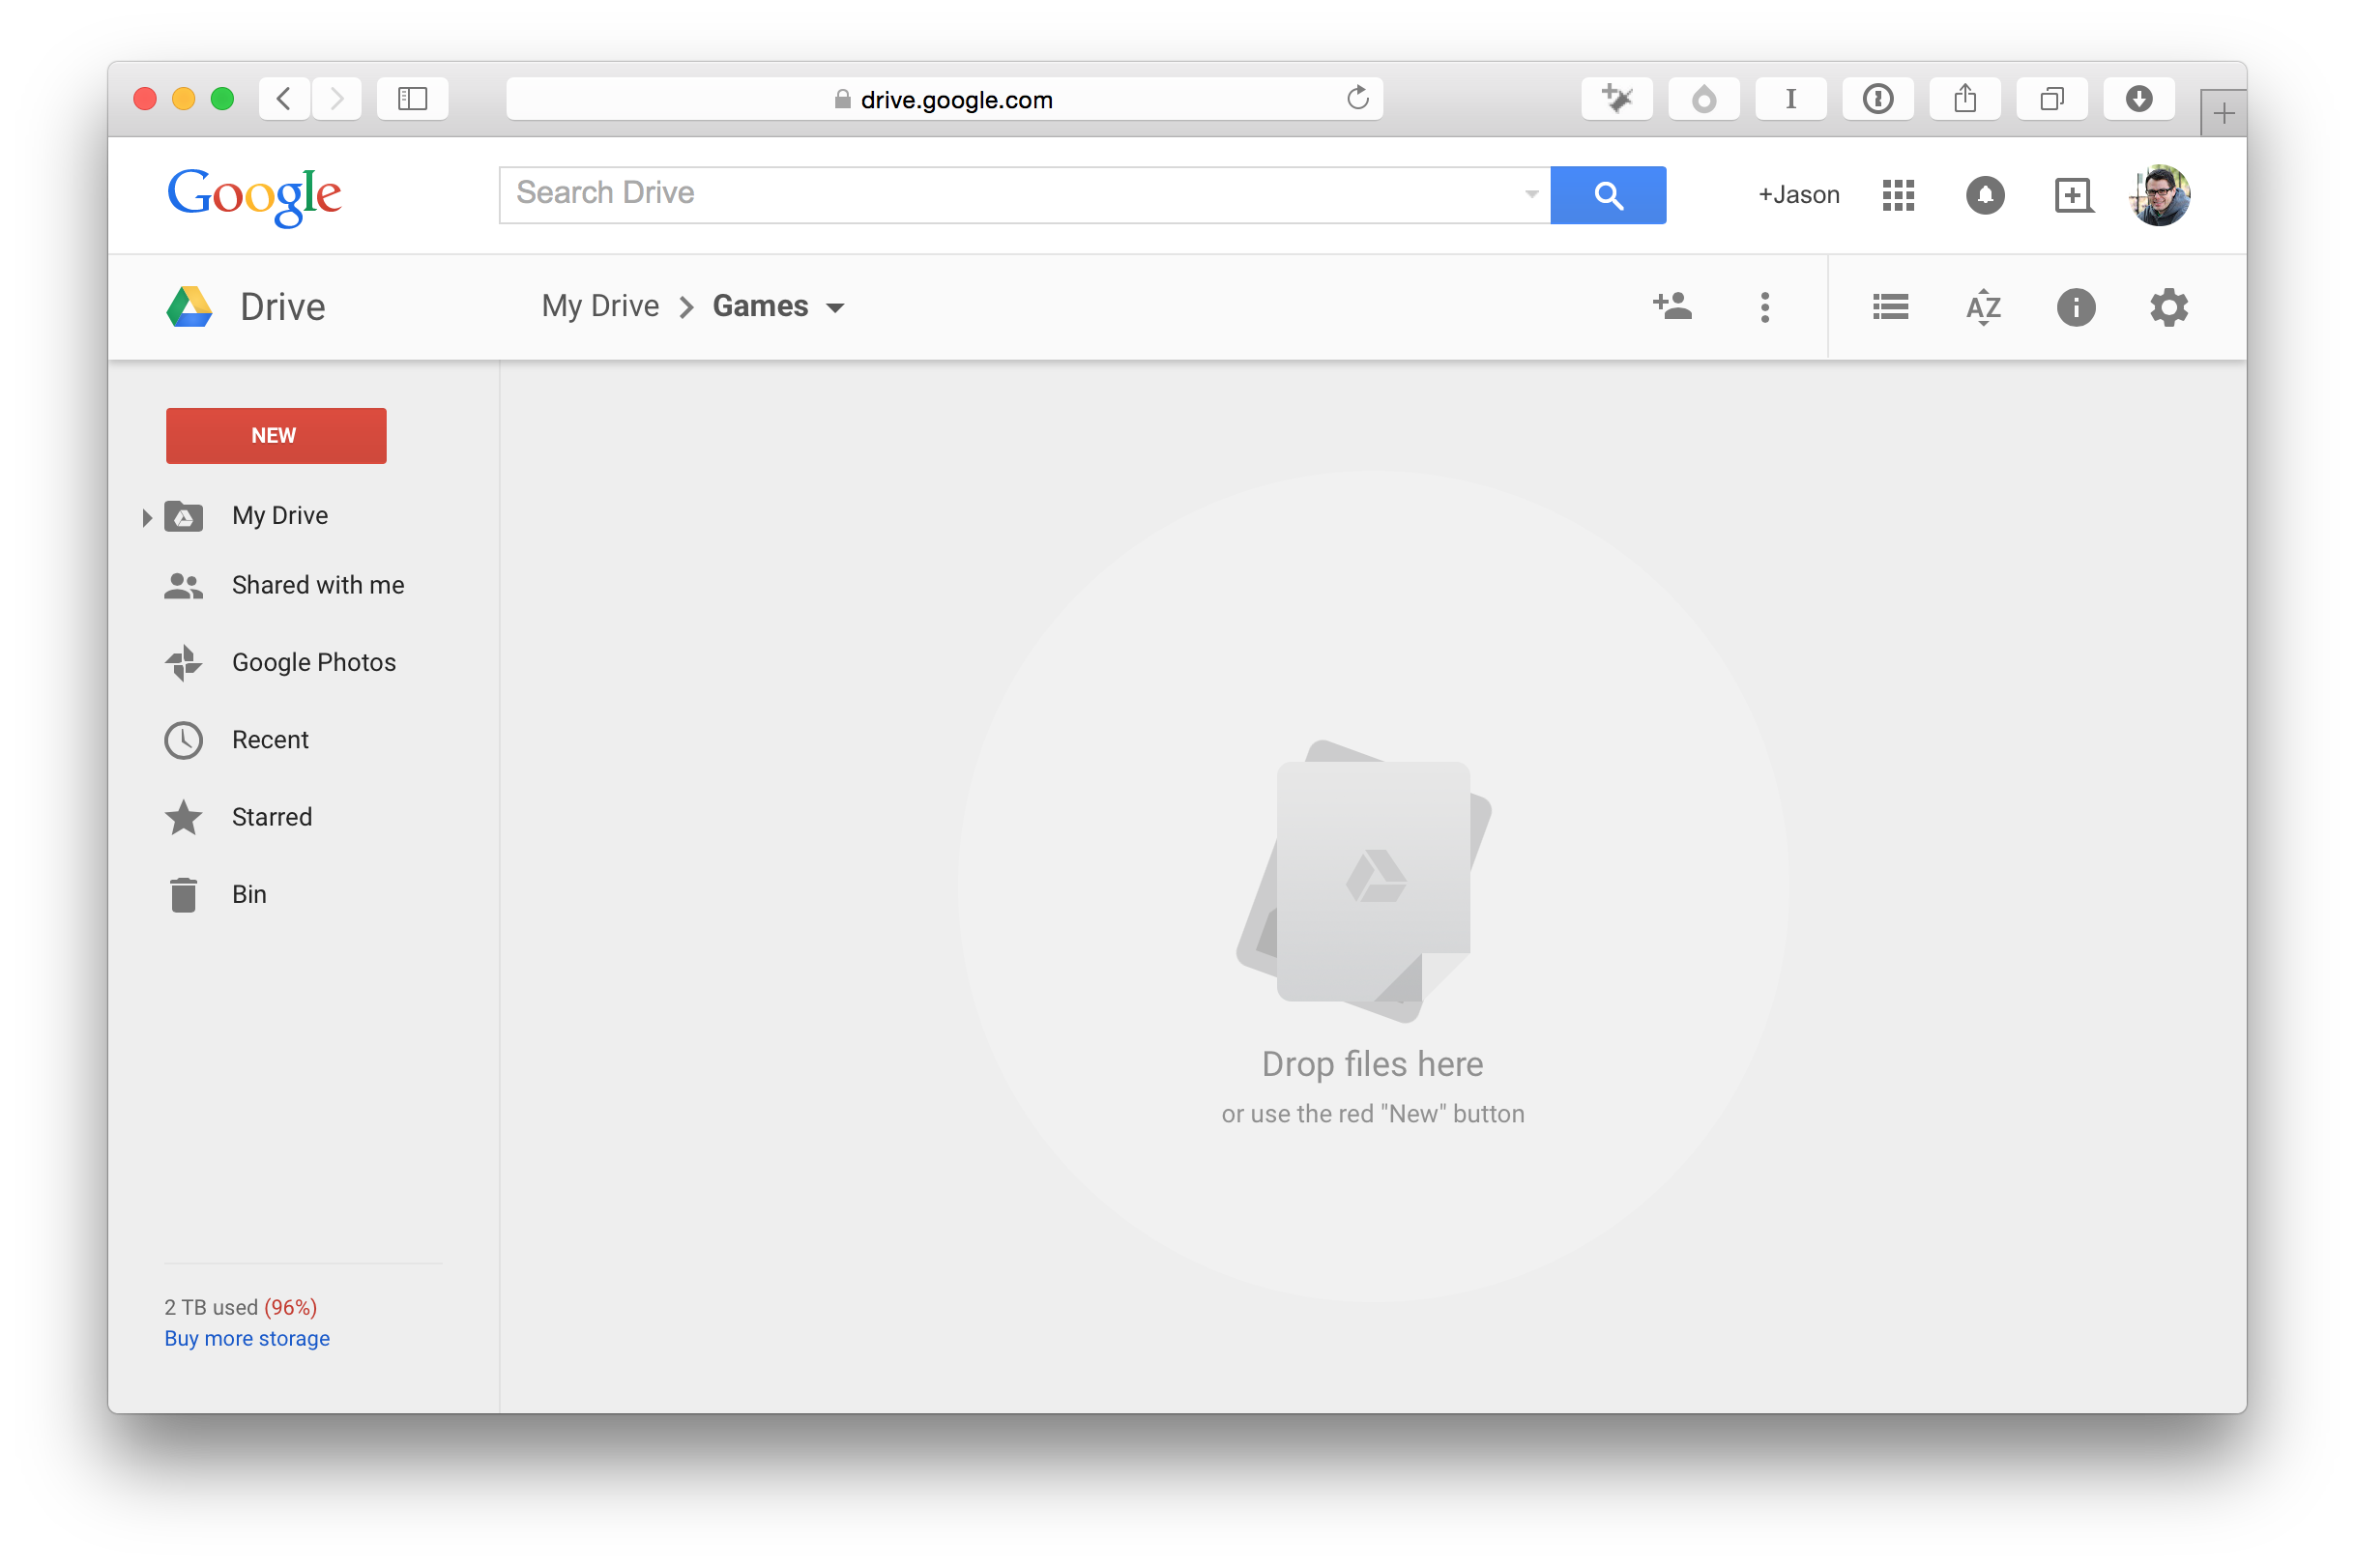 drive.google.com
Google
Search Drive
+Jason
Drive
My Drive > Games
AZ
NEW
My Drive
Shared with me
Google Photos
Recent
Starred
Bin
Drop files here
or use the red "New" button
2 TB used (96%)
Buy more storage